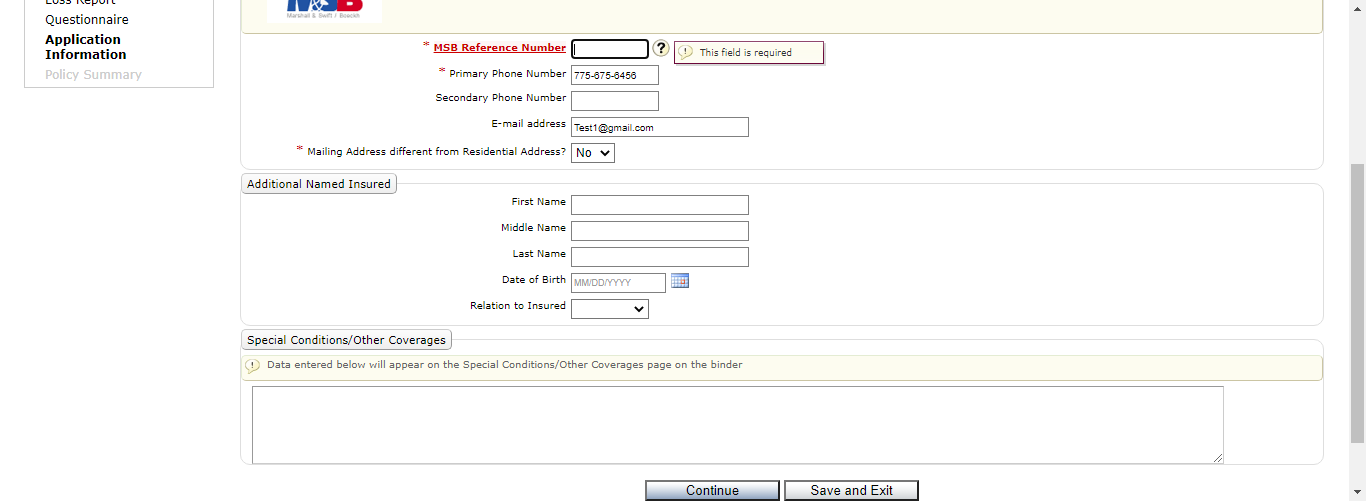 Loss Report
Questionnaire
Application
Information
Policy Summary
MSB
Marshall & Swift / Boeckh
* MSB Reference Number ? This field is required
* Primary Phone Number 775-675-6456
Secondary Phone Number
E-mail address Test1@gmail.com
* Mailing Address different from Residential Address? No
Additional Named Insured
First Name
Middle Name
Last Name
Date of Birth MM/DD/YYYY
Relation to Insured
Special Conditions/Other Coverages
Data entered below will appear on the Special Conditions/Other Coverages page on the binder
Continue Save and Exit